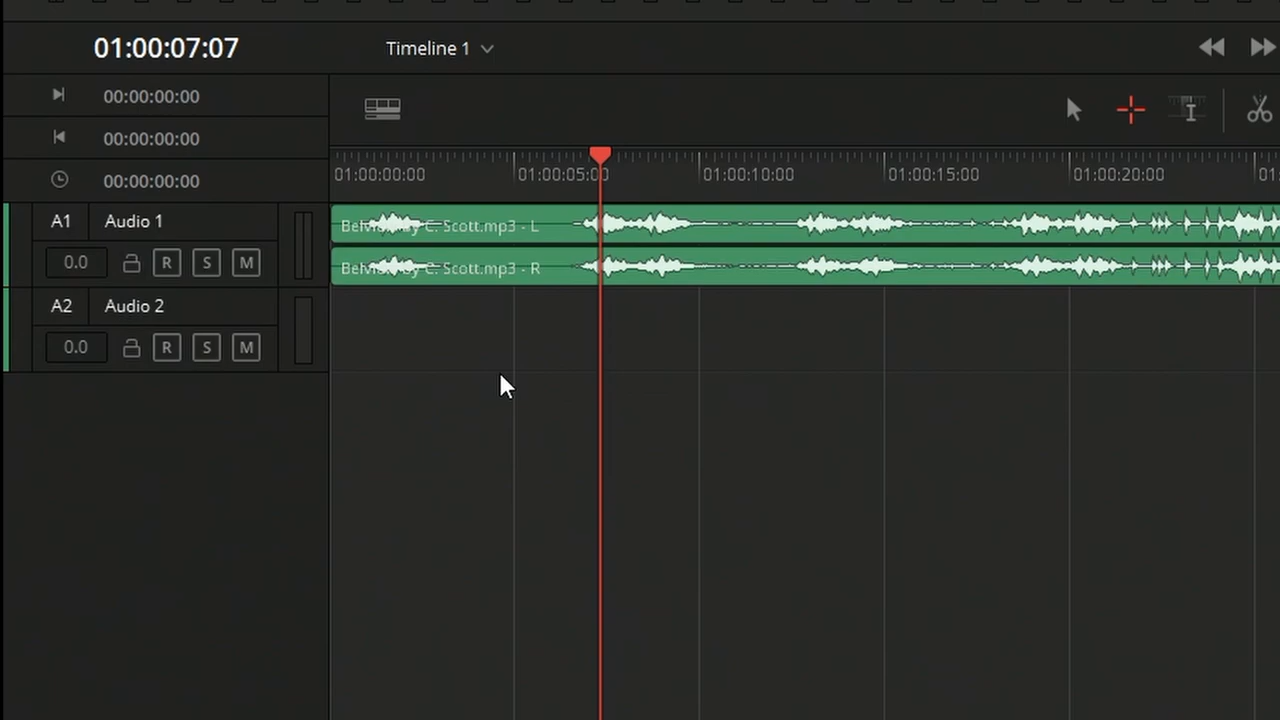 01:00:07:07
Timeline 1
00:00:00:00
00:00:00:00
00:00:00:00
01:00:00:00 01:00:05:00 01:00:10:00 01:00:15:00 01:00:20:00
A1 Audio 1
0.0 R S M
by C. Scott.mp3 - L
by C. Scott.mp3 - R
A2 Audio 2
0.0 R S M